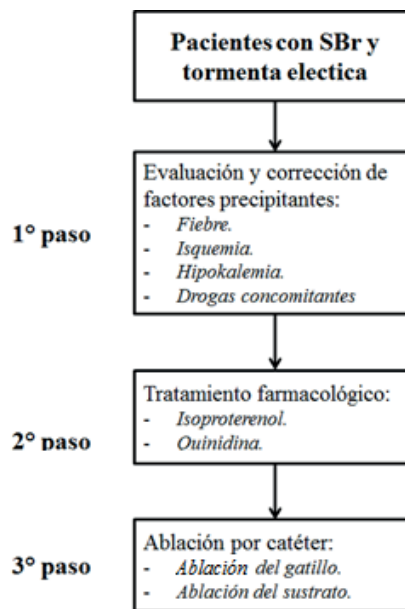 Pacientes con SBr y
tormenta electica
Evaluación y corrección de
factores precipitantes:
1° paso
- Fiebre.
- Isquemia.
- Hipokalemia.
- Drogas concomitantes
Tratamiento farmacológico:
2° paso
- Isoproterenol.
- Quinidina.
Ablación por catéter:
3° paso
- Ablación del gatillo.
- Ablación del sustrato.